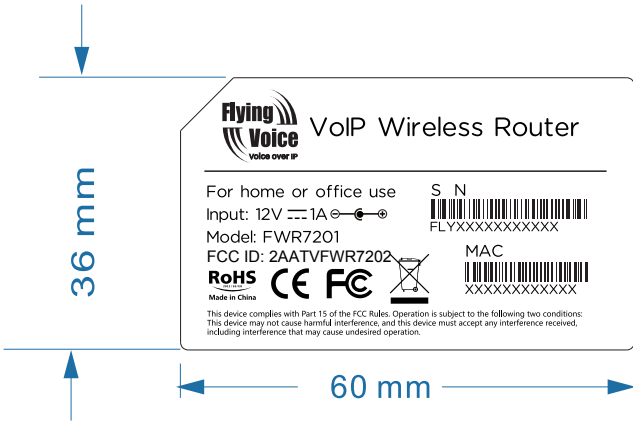 Flying
Voice
Voice over IP
VoIP Wireless Router
For home or office use
Input: 12V 1A
Model: FWR7201
FCC ID: 2AATVFWR7202
S N
FLYXXXXXXXXXXX
MAC
XXXXXXXXXXXX
RoHS
Made in China
CE FC
This device complies with Part 15 of the FCC Rules. Operation is subject to the following two conditions:
This device may not cause harmful interference, and this device must accept any interference received,
including interference that may cause undesired operation.
36 mm
60 mm